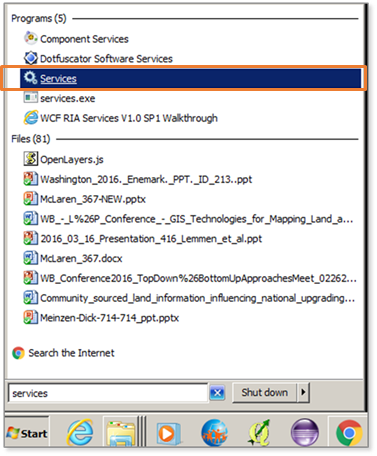 Programs (5)
Component Services
Dotfuscator Software Services
Services
services.exe
WCF RIA Services V1.0 SP1 Walkthrough
Files (81)
OpenLayers.js
Washington_2016._Enemark._PPT._ID_213..ppt
McLaren_367-NEW.pptx
WB_-_L%26P_Conference_-_GIS_Technologies_for_Mapping_Land_a...
2016_03_16_Presentation_416_Lemmen_et_al.ppt
McLaren_367.docx
WB_Conference2016_TopDown%26BottomUpApproachesMeet_02262...
Community_sourced_land_information_influencing_national_upgrading...
Meinzen-Dick-714-714_ppt.pptx
Search the Internet
services
Shut down
Start